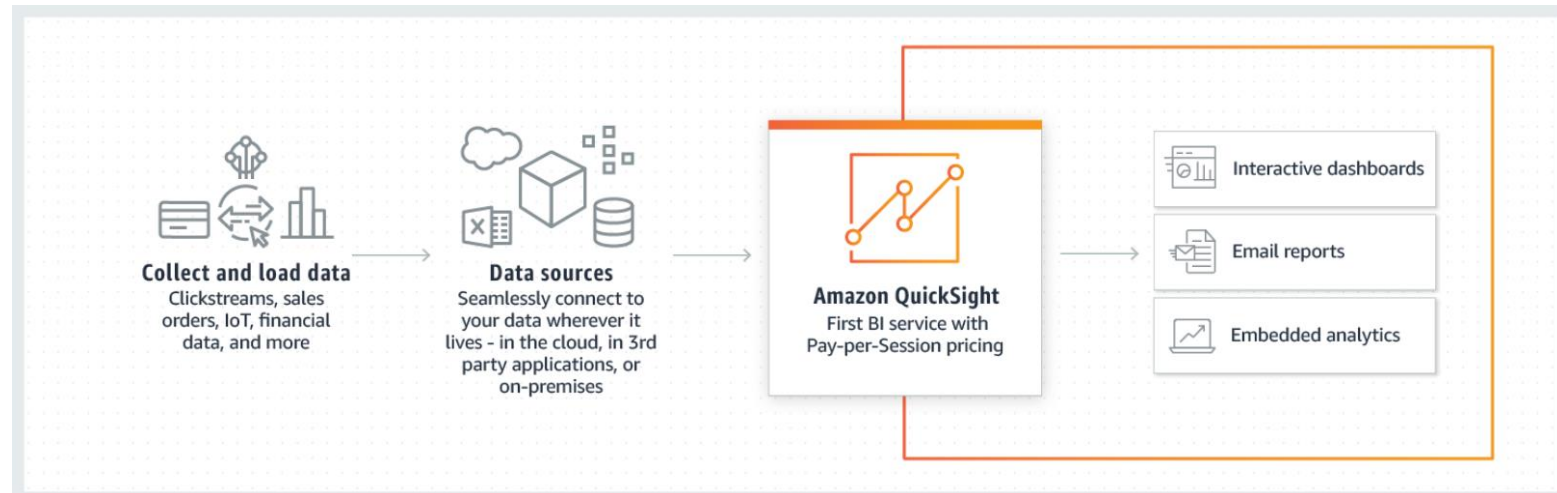 Collect and load data
Clickstreams, sales
orders, IoT, financial
data, and more
Data sources
Seamlessly connect to
your data wherever it
lives - in the cloud, in 3rd
party applications, or
on-premises
Amazon QuickSight
First BI service with
Pay-per-Session pricing
Interactive dashboards
Email reports
Embedded analytics